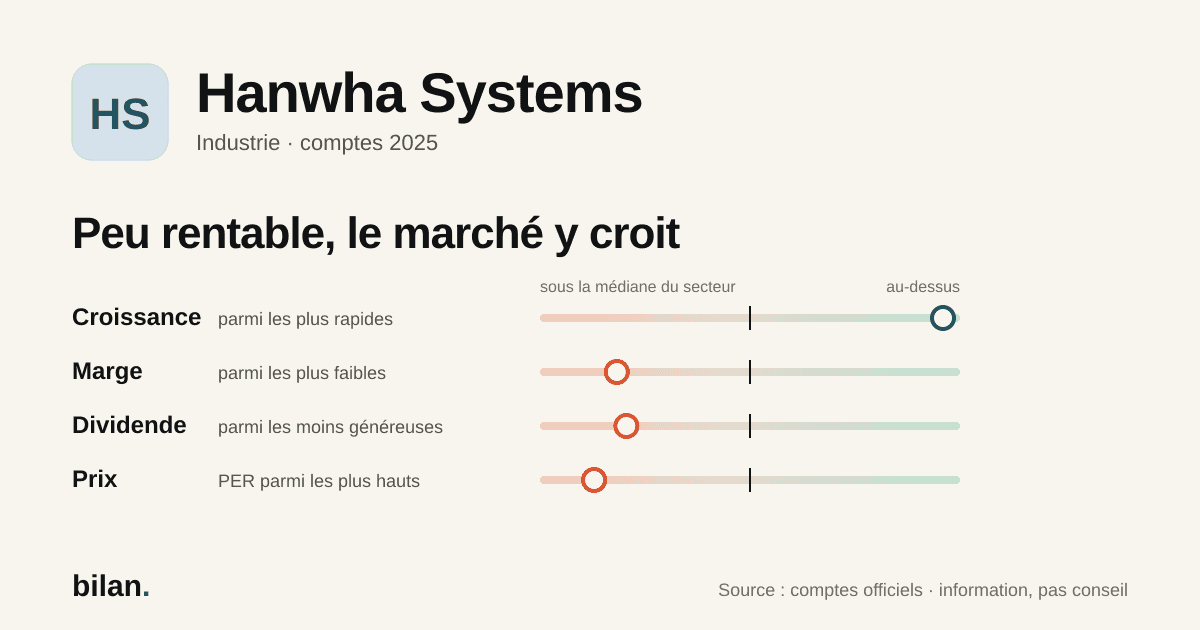 HS
Hanwha Systems
Industrie · comptes 2025
Peu rentable, le marché y croit
sous la médiane du secteur au-dessus
Croissance parmi les plus rapides
Marge parmi les plus faibles
Dividende parmi les moins généreuses
Prix PER parmi les plus hauts
bilan.
Source : comptes officiels · information, pas conseil